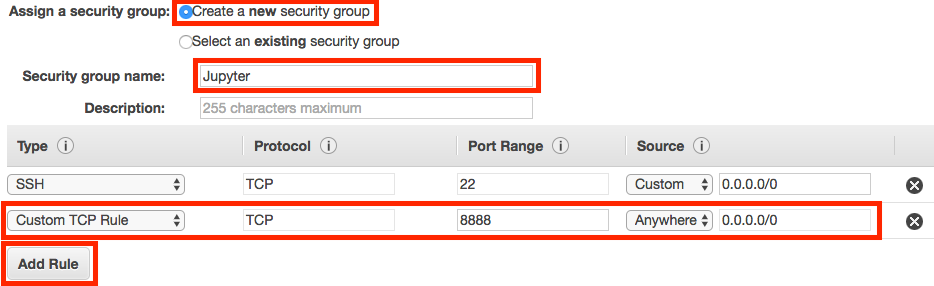 Assign a security group: Create a new security group
Select an existing security group
Security group name: Jupyter
Description: 255 characters maximum
Type i Protocol i Port Range i Source i
SSH TCP 22 Custom 0.0.0.0/0
Custom TCP Rule TCP 8888 Anywhere 0.0.0.0/0
Add Rule